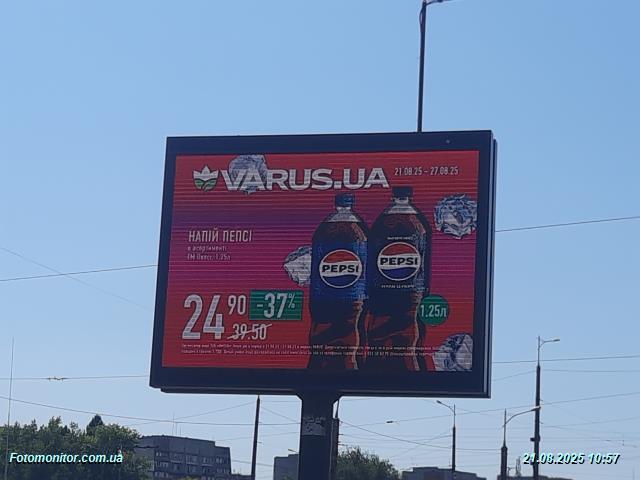 VARUS.UA
21.08.25 - 27.08.25
НАПІЙ ПЕПСІ
в асортименті
ТМ Пепсі, 1,25л
PEPSI
PEPSI
24 90
-37%
39.50
1.25л
Fotomonitor.com.ua
21.08.2025 10:57